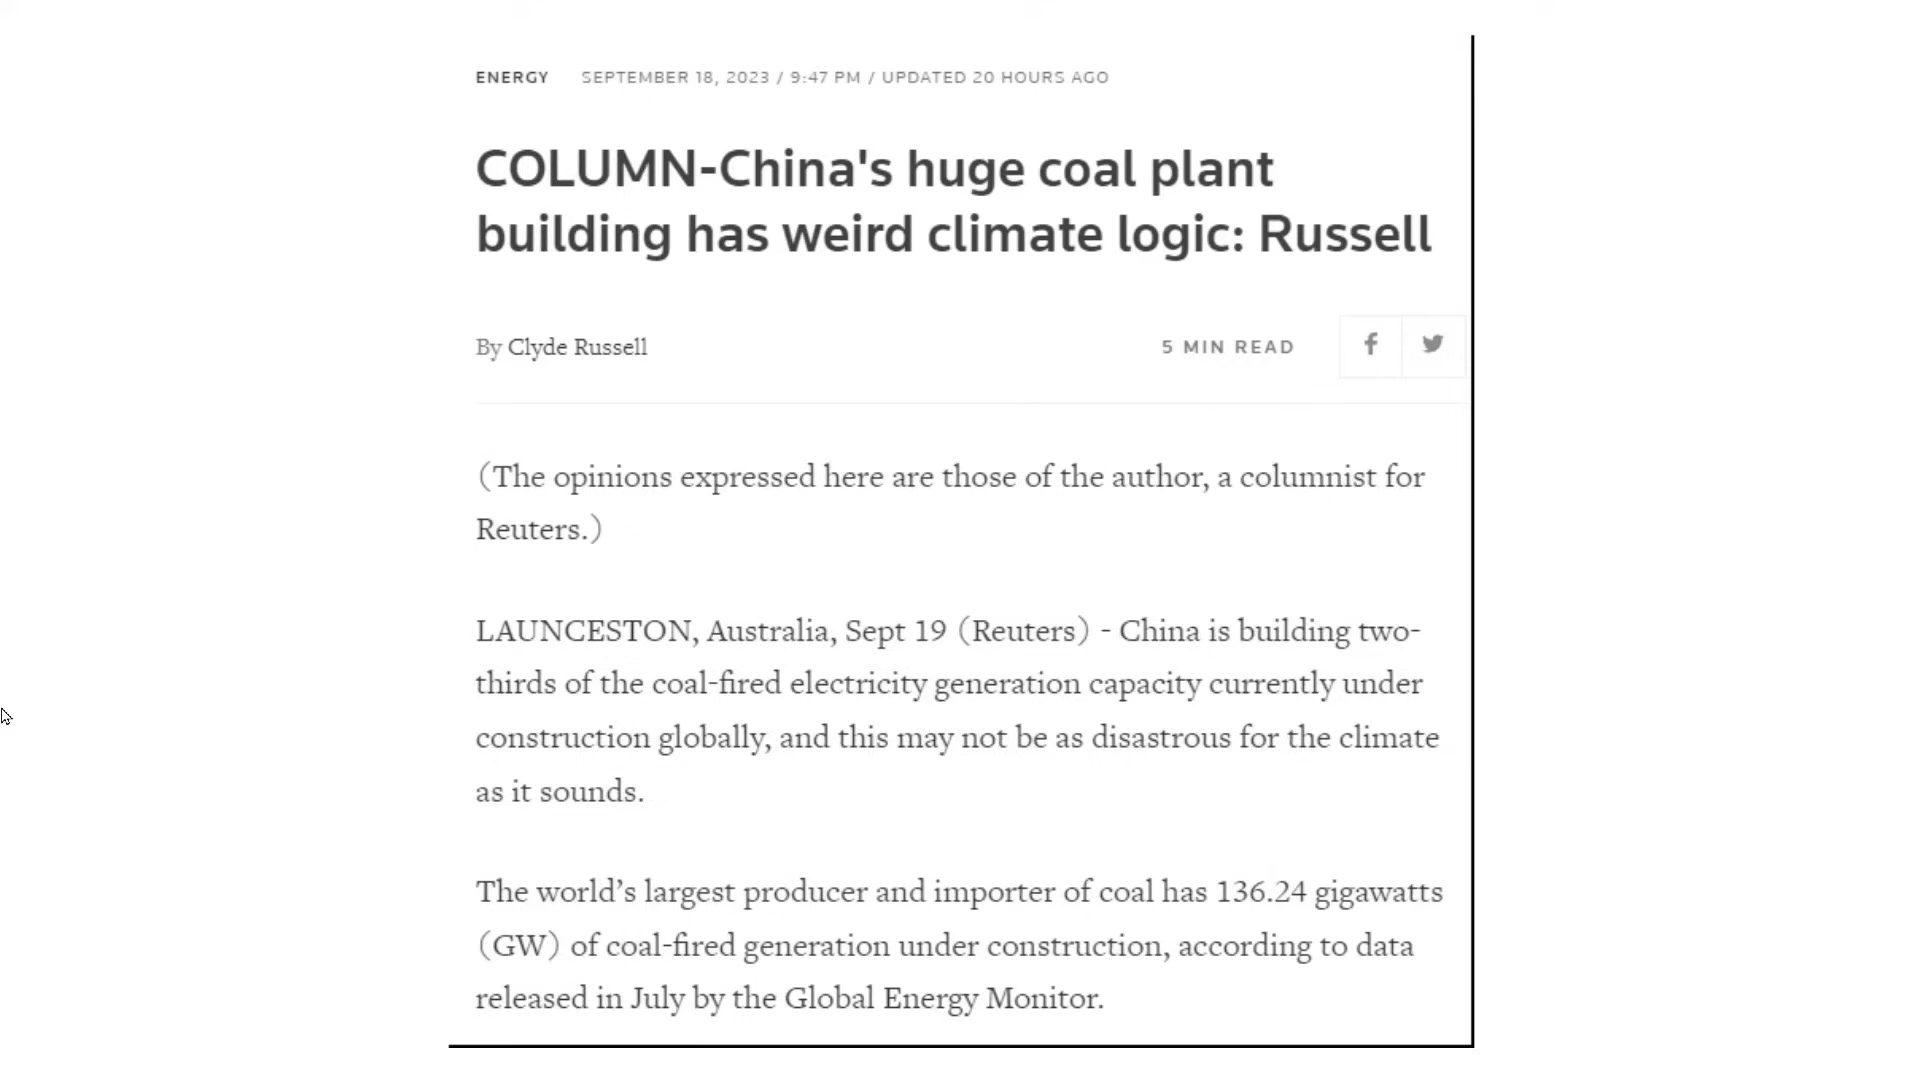 ENERGY SEPTEMBER 18, 2023 / 9:47 PM / UPDATED 20 HOURS AGO
COLUMN-China's huge coal plant
building has weird climate logic: Russell
By Clyde Russell 5 MIN READ
(The opinions expressed here are those of the author, a columnist for
Reuters.)
LAUNCESTON, Australia, Sept 19 (Reuters) - China is building two-
thirds of the coal-fired electricity generation capacity currently under
construction globally, and this may not be as disastrous for the climate
as it sounds.
The world’s largest producer and importer of coal has 136.24 gigawatts
(GW) of coal-fired generation under construction, according to data
released in July by the Global Energy Monitor.